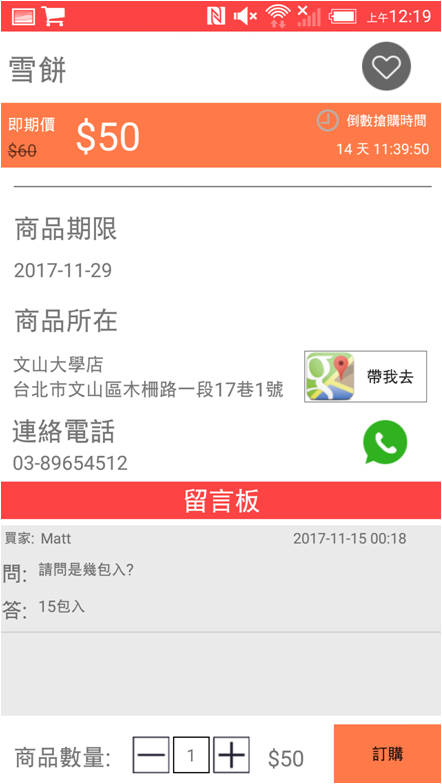 上午12:19
雪餅
即期價
$60
$50
倒數搶購時間
14 天 11:39:50
商品期限
2017-11-29
商品所在
文山大學店
台北市文山區木柵路一段17巷1號
帶我去
連絡電話
03-89654512
留言板
買家: Matt
2017-11-15 00:18
問: 請問是幾包入?
答: 15包入
商品數量:
1
$50
訂購